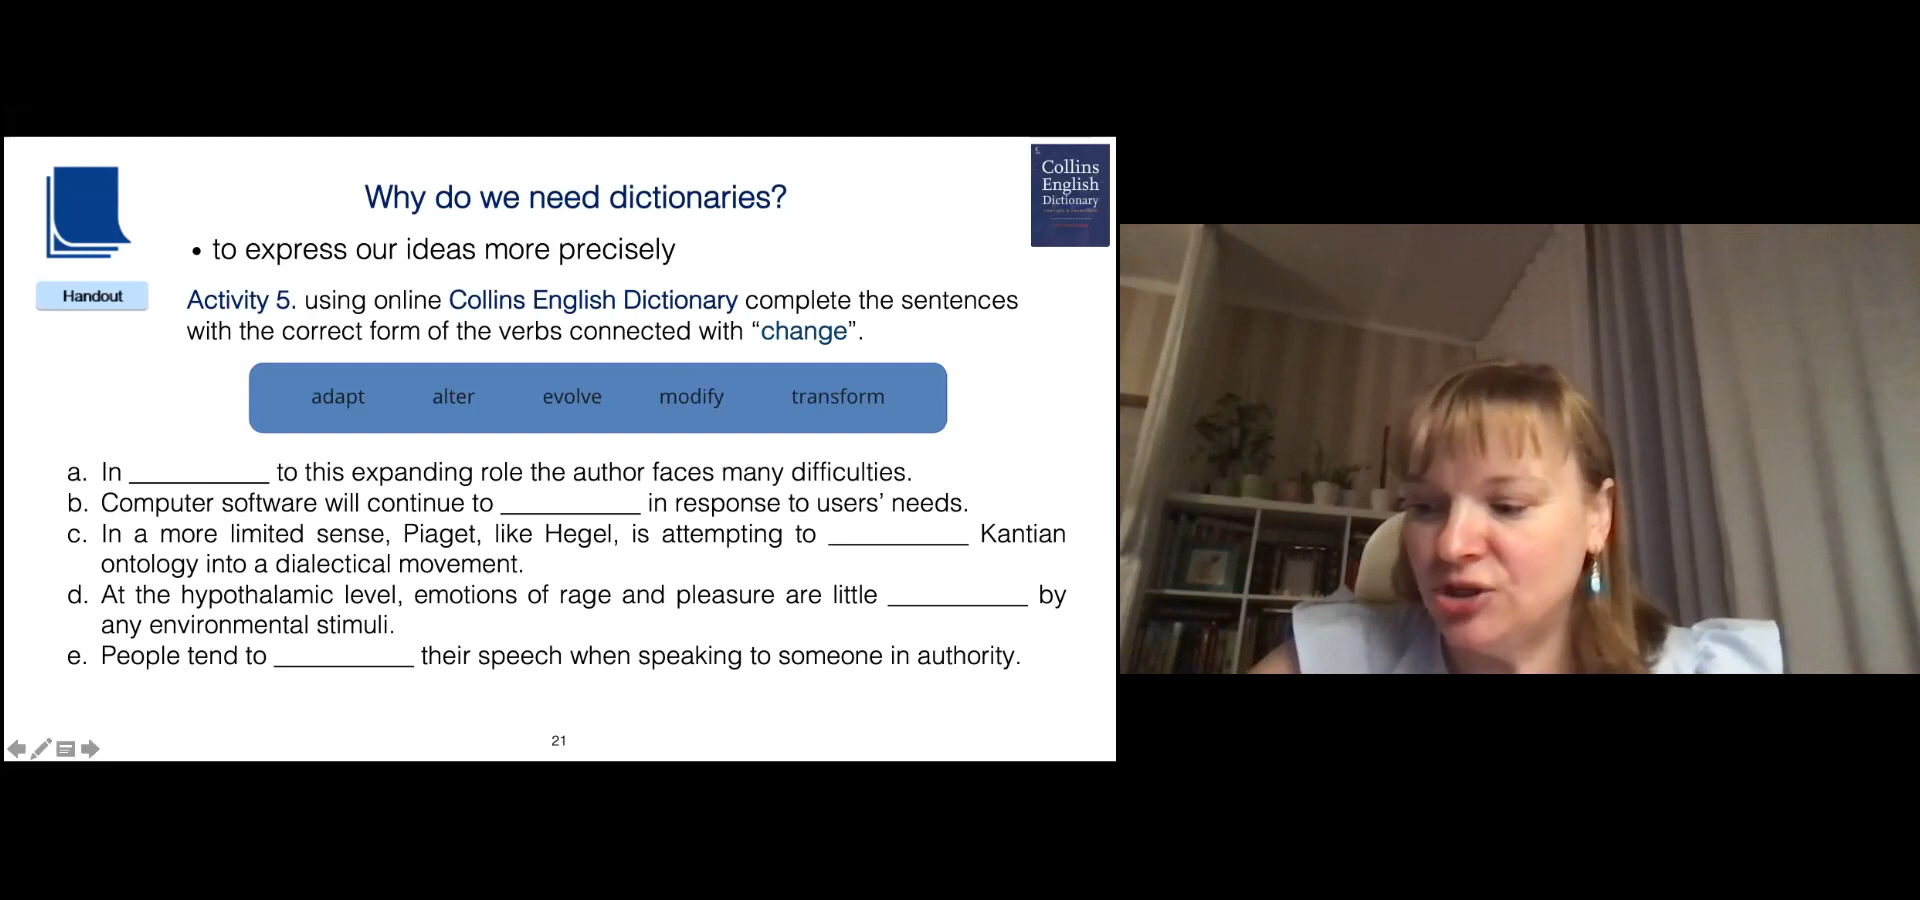 Why do we need dictionaries?
Collins
English
Dictionary
• to express our ideas more precisely
Handout
Activity 5. using online Collins English Dictionary complete the sentences
with the correct form of the verbs connected with “change”.
adapt alter evolve modify transform
a. In __________ to this expanding role the author faces many difficulties.
b. Computer software will continue to __________ in response to users’ needs.
c. In a more limited sense, Piaget, like Hegel, is attempting to __________ Kantian
ontology into a dialectical movement.
d. At the hypothalamic level, emotions of rage and pleasure are little __________ by
any environmental stimuli.
e. People tend to __________ their speech when speaking to someone in authority.
21